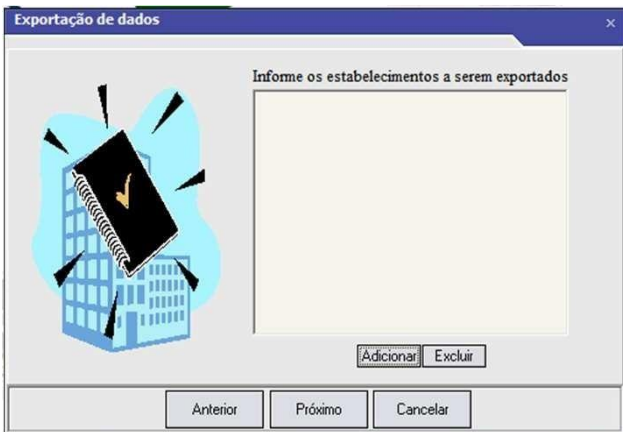 Exportação de dados
Informe os estabelecimentos a serem exportados
Adicionar Excluir
Anterior Próximo Cancelar